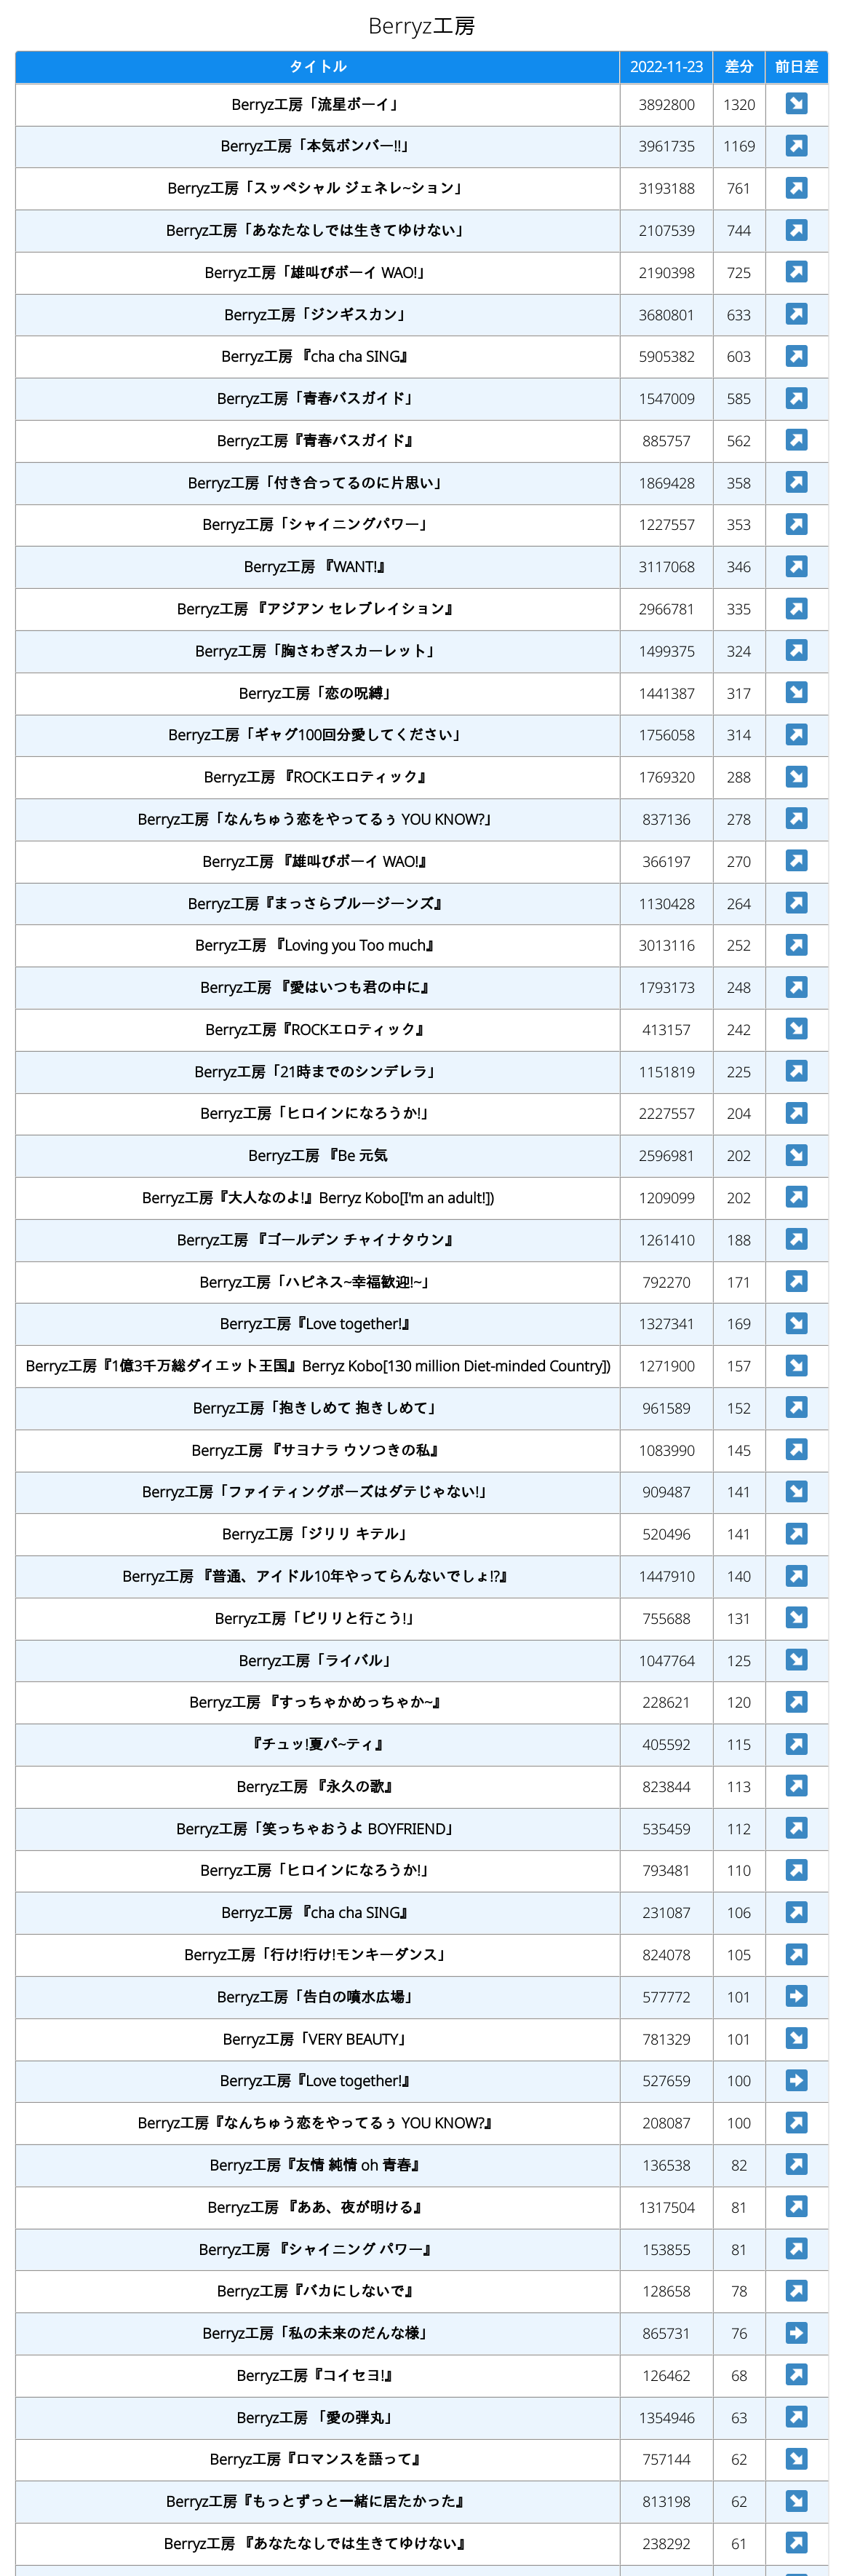 Berryz工房
タイトル 2022-11-23 差分 前日差
Berryz工房「流星ボーイ」 3892800 1320 ↘
Berryz工房「本気ボンバー!!」 3961735 1169 ↗
Berryz工房「スッペシャル ジェネレ~ション」 3193188 761 ↗
Berryz工房「あなたなしでは生きてゆけない」 2107539 744 ↗
Berryz工房「雄叫びボーイ WAO!」 2190398 725 ↗
Berryz工房「ジンギスカン」 3680801 633 ↗
Berryz工房 『cha cha SING』 5905382 603 ↗
Berryz工房「青春バスガイド」 1547009 585 ↗
Berryz工房『青春バスガイド』 885757 562 ↗
Berryz工房「付き合ってるのに片思い」 1869428 358 ↗
Berryz工房「シャイニングパワー」 1227557 353 ↗
Berryz工房 『WANT!』 3117068 346 ↗
Berryz工房 『アジアン セレブレイション』 2966781 335 ↗
Berryz工房「胸さわぎスカーレット」 1499375 324 ↗
Berryz工房「恋の呪縛」 1441387 317 ↘
Berryz工房「ギャグ100回分愛してください」 1756058 314 ↗
Berryz工房 『ROCKエロティック』 1769320 288 ↘
Berryz工房「なんちゅう恋をやってるぅ YOU KNOW?」 837136 278 ↗
Berryz工房 『雄叫びボーイ WAO!』 366197 270 ↗
Berryz工房『まっさらブルージーンズ』 1130428 264 ↗
Berryz工房 『Loving you Too much』 3013116 252 ↗
Berryz工房 『愛はいつも君の中に』 1793173 248 ↗
Berryz工房『ROCKエロティック』 413157 242 ↘
Berryz工房「21時までのシンデレラ」 1151819 225 ↗
Berryz工房「ヒロインになろうか!」 2227557 204 ↗
Berryz工房 『Be 元気 2596981 202 ↘
Berryz工房『大人なのよ!』Berryz Kobo[I'm an adult!]) 1209099 202 ↗
Berryz工房 『ゴールデン チャイナタウン』 1261410 188 ↗
Berryz工房「ハピネス~幸福歓迎!~」 792270 171 ↗
Berryz工房『Love together!』 1327341 169 ↘
Berryz工房『1億3千万総ダイエット王国』Berryz Kobo[130 million Diet-minded Country]) 1271900 157 ↘
Berryz工房「抱きしめて 抱きしめて」 961589 152 ↗
Berryz工房 『サヨナラ ウソつきの私』 1083990 145 ↗
Berryz工房「ファイティングポーズはダテじゃない!」 909487 141 ↘
Berryz工房「ジリリ キテル」 520496 141 ↗
Berryz工房 『普通、アイドル10年やってらんないでしょ!?』 1447910 140 ↗
Berryz工房「ピリリと行こう!」 755688 131 ↘
Berryz工房「ライバル」 1047764 125 ↘
Berryz工房 『すっちゃかめっちゃか~』 228621 120 ↗
『チュッ!夏パ~ティ』 405592 115 ↗
Berryz工房 『永久の歌』 823844 113 ↗
Berryz工房「笑っちゃおうよ BOYFRIEND」 535459 112 ↗
Berryz工房「ヒロインになろうか!」 793481 110 ↗
Berryz工房 『cha cha SING』 231087 106 ↗
Berryz工房「行け!行け!モンキーダンス」 824078 105 ↗
Berryz工房「告白の噴水広場」 577772 101 ➡
Berryz工房「VERY BEAUTY」 781329 101 ↘
Berryz工房『Love together!』 527659 100 ➡
Berryz工房『なんちゅう恋をやってるぅ YOU KNOW?』 208087 100 ↗
Berryz工房『友情 純情 oh 青春』 136538 82 ↗
Berryz工房 『ああ、夜が明ける』 1317504 81 ↗
Berryz工房 『シャイニング パワー』 153855 81 ↗
Berryz工房『バカにしないで』 128658 78 ↗
Berryz工房「私の未来のだんな様」 865731 76 ➡
Berryz工房『コイセヨ!』 126462 68 ↗
Berryz工房 「愛の弾丸」 1354946 63 ↗
Berryz工房『ロマンスを語って』 757144 62 ↘
Berryz工房『もっとずっと一緒に居たかった』 813198 62 ↘
Berryz工房 『あなたなしでは生きてゆけない』 238292 61 ↗